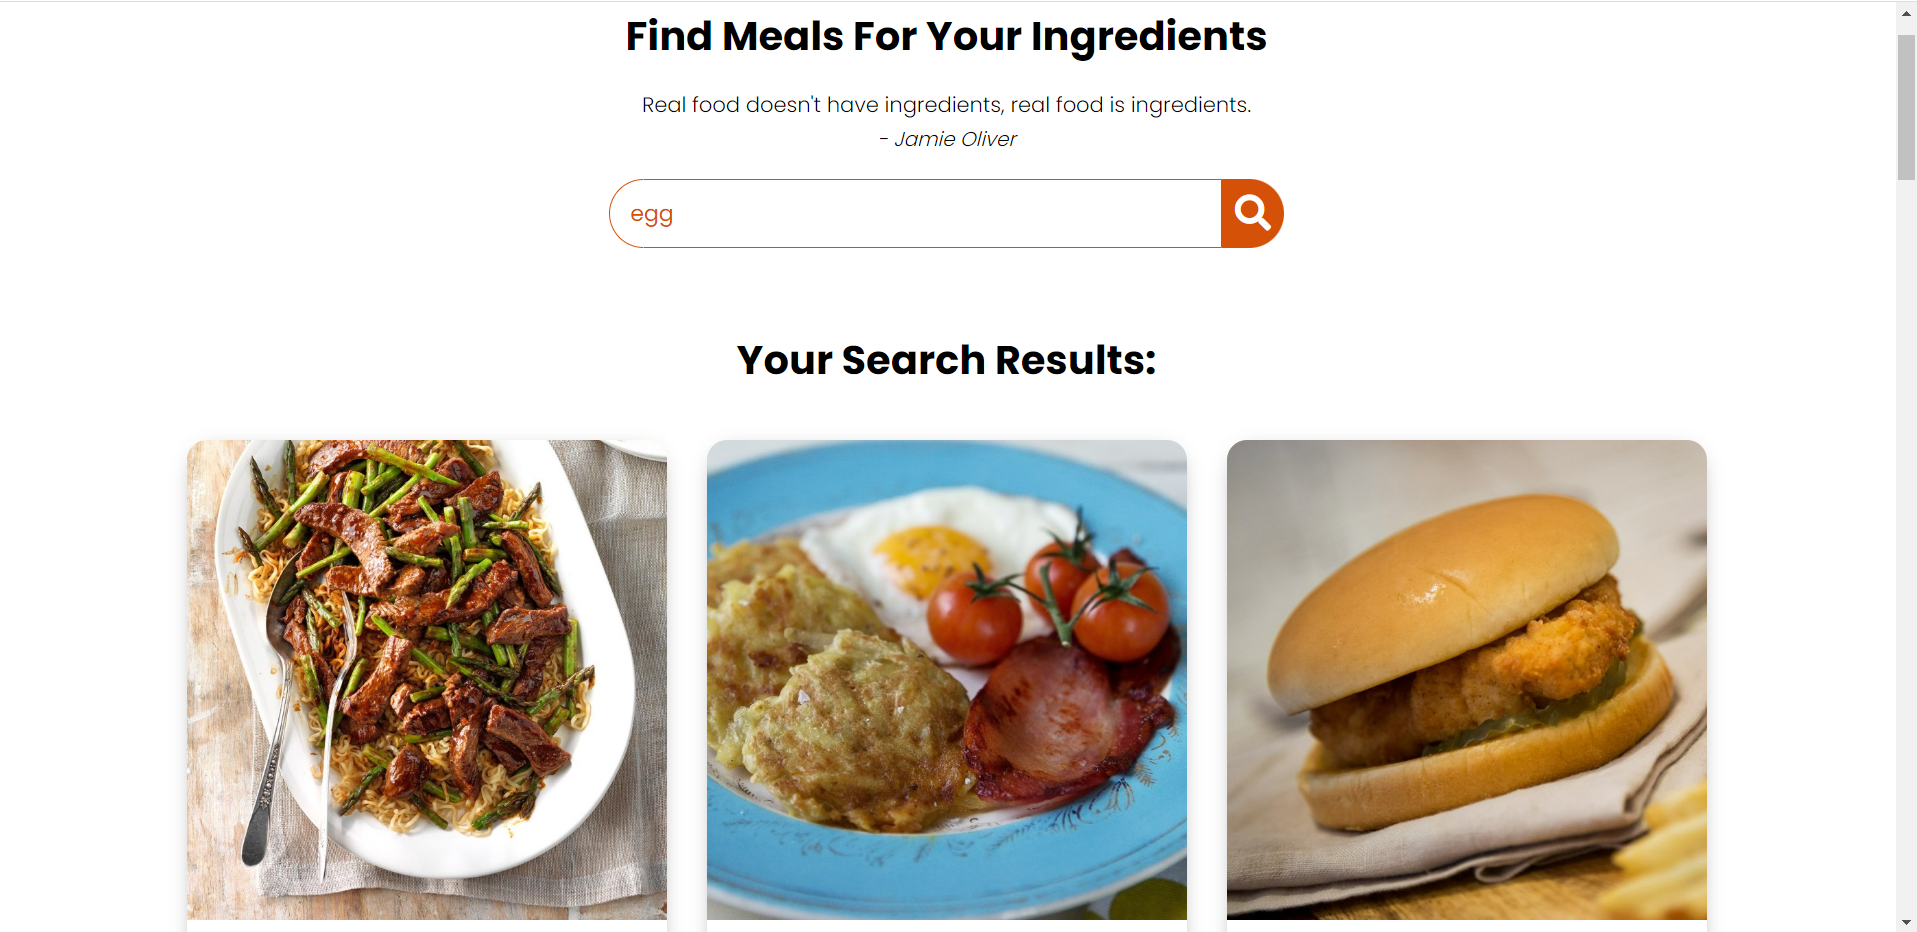 Find Meals For Your Ingredients
Real food doesn't have ingredients, real food is ingredients.
- Jamie Oliver
egg
Your Search Results: